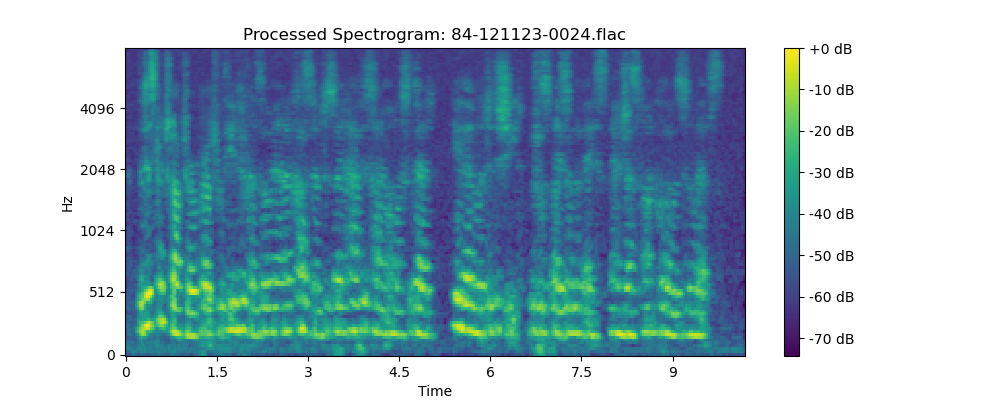 Processed Spectrogram: 84-121123-0024.flac
Hz
4096
2048
1024
512
0
0 1.5 3 4.5 6 7.5 9
Time
+0 dB
-10 dB
-20 dB
-30 dB
-40 dB
-50 dB
-60 dB
-70 dB